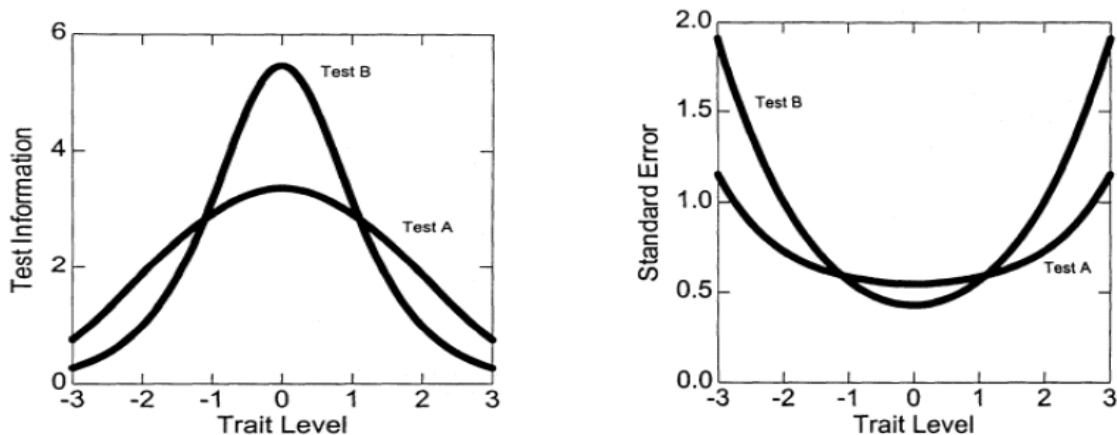 6
4
2
0
Test Information
Test B
Test A
-3 -2 -1 0 1 2 3
Trait Level
2.0
1.5
1.0
0.5
0.0
Standard Error
Test B
Test A
-3 -2 -1 0 1 2 3
Trait Level